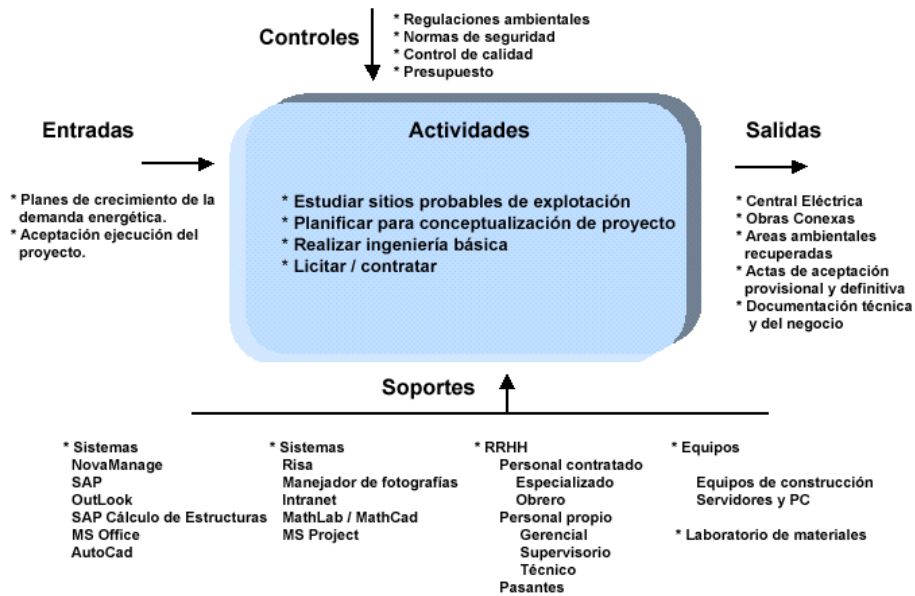 Controles
* Regulaciones ambientales
* Normas de seguridad
* Control de calidad
* Presupuesto
Entradas
* Planes de crecimiento de la
demanda energética.
* Aceptación ejecución del
proyecto.
Actividades
* Estudiar sitios probables de explotación
* Planificar para conceptualización de proyecto
* Realizar ingeniería básica
* Licitar / contratar
Salidas
* Central Eléctrica
* Obras Conexas
* Areas ambientales
recuperadas
* Actas de aceptación
provisional y definitiva
* Documentación técnica
y del negocio
Soportes
* Sistemas
NovaManage
SAP
OutLook
SAP Cálculo de Estructuras
MS Office
AutoCad
* Sistemas
Risa
Manejador de fotografías
Intranet
MathLab / MathCad
MS Project
* RRHH
Personal contratado
Especializado
Obrero
Personal propio
Gerencial
Supervisorio
Técnico
Pasantes
* Equipos
Equipos de construcción
Servidores y PC
* Laboratorio de materiales